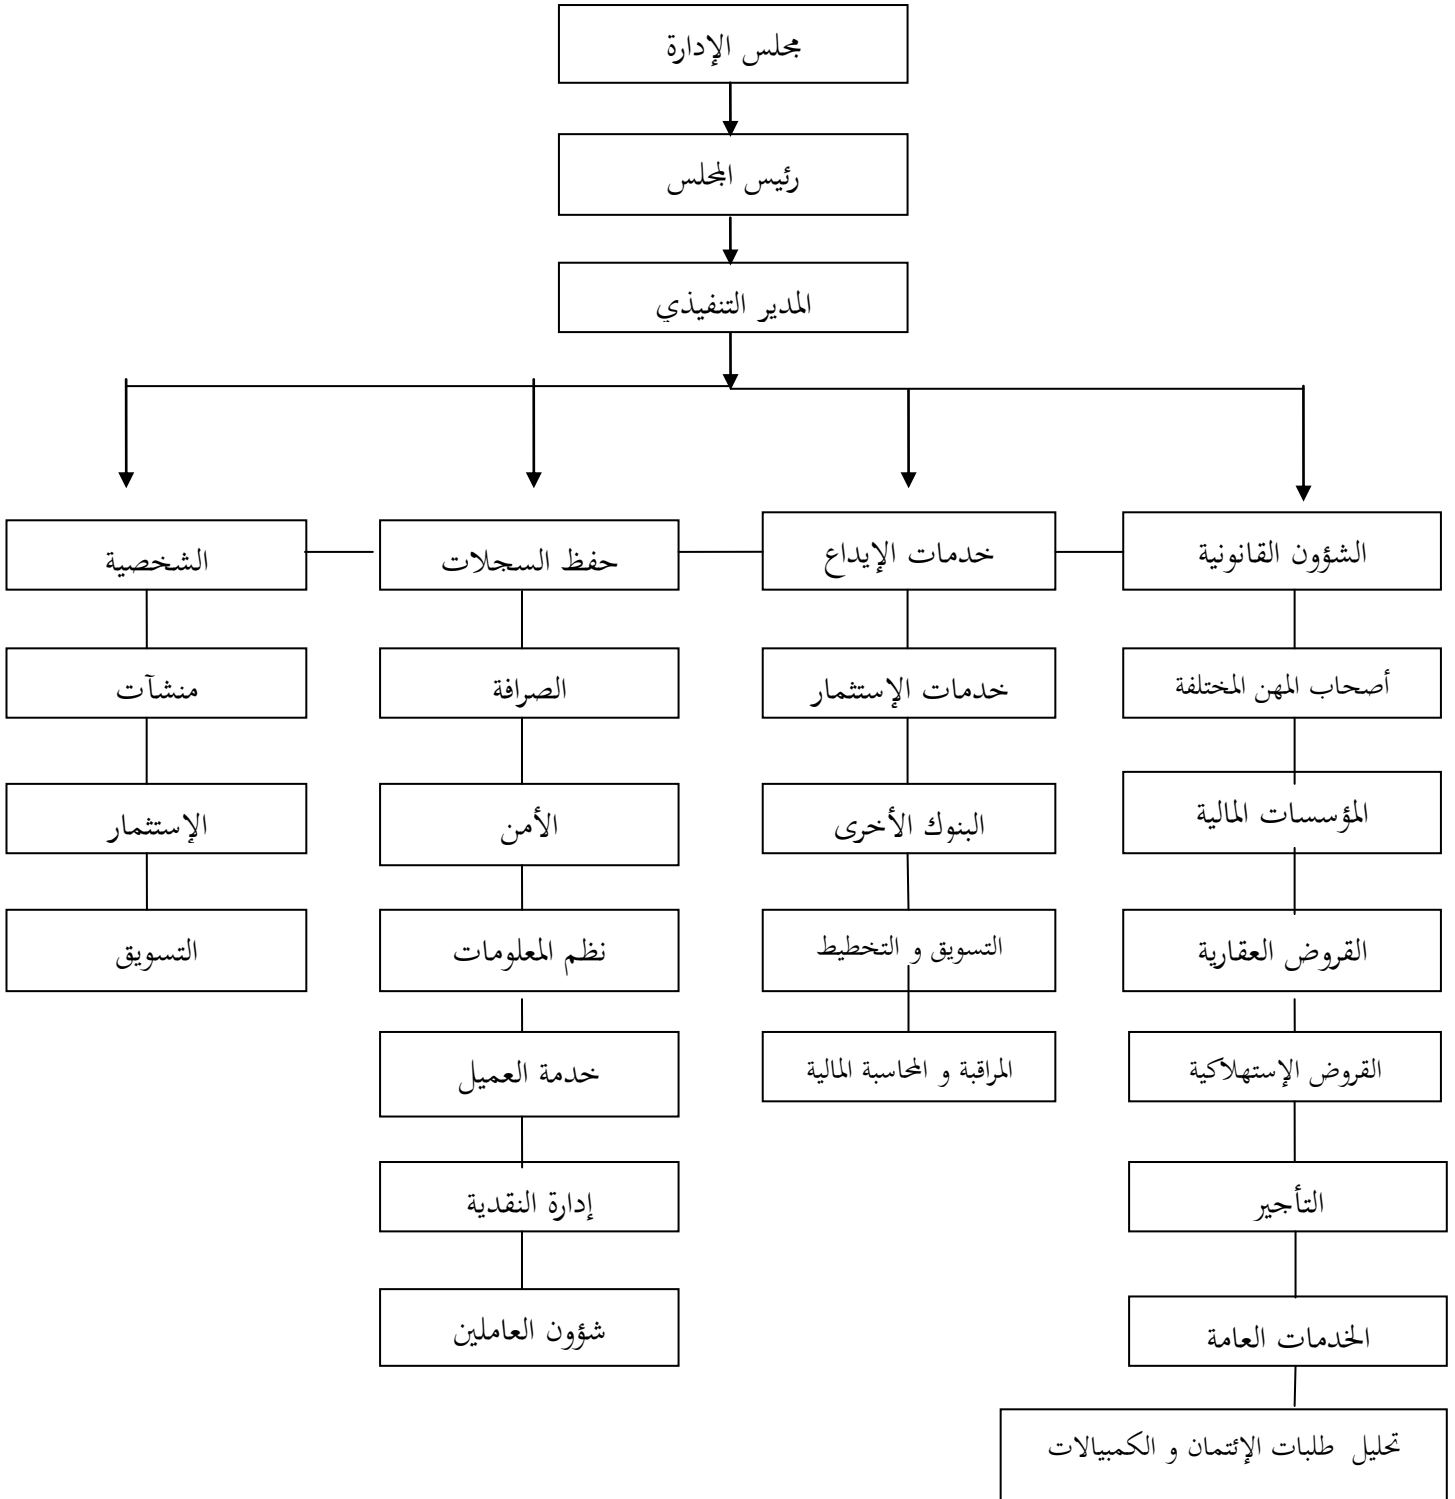 مجلس الإدارة
رئيس المجلس
المدير التنفيذي
الشؤون القانونية
خدمات الإيداع
حفظ السجلات
الشخصية
أصحاب المهن المختلفة
خدمات الإستثمار
الصرافة
منشآت
المؤسسات المالية
البنوك الأخرى
الأمن
الإستثمار
القروض العقارية
التسويق و التخطيط
نظم المعلومات
التسويق
القروض الإستهلاكية
المراقبة و المحاسبة المالية
خدمة العميل
التأجير
إدارة النقدية
الخدمات العامة
شؤون العاملين
تحليل طلبات الإئتمان و الكمبيالات